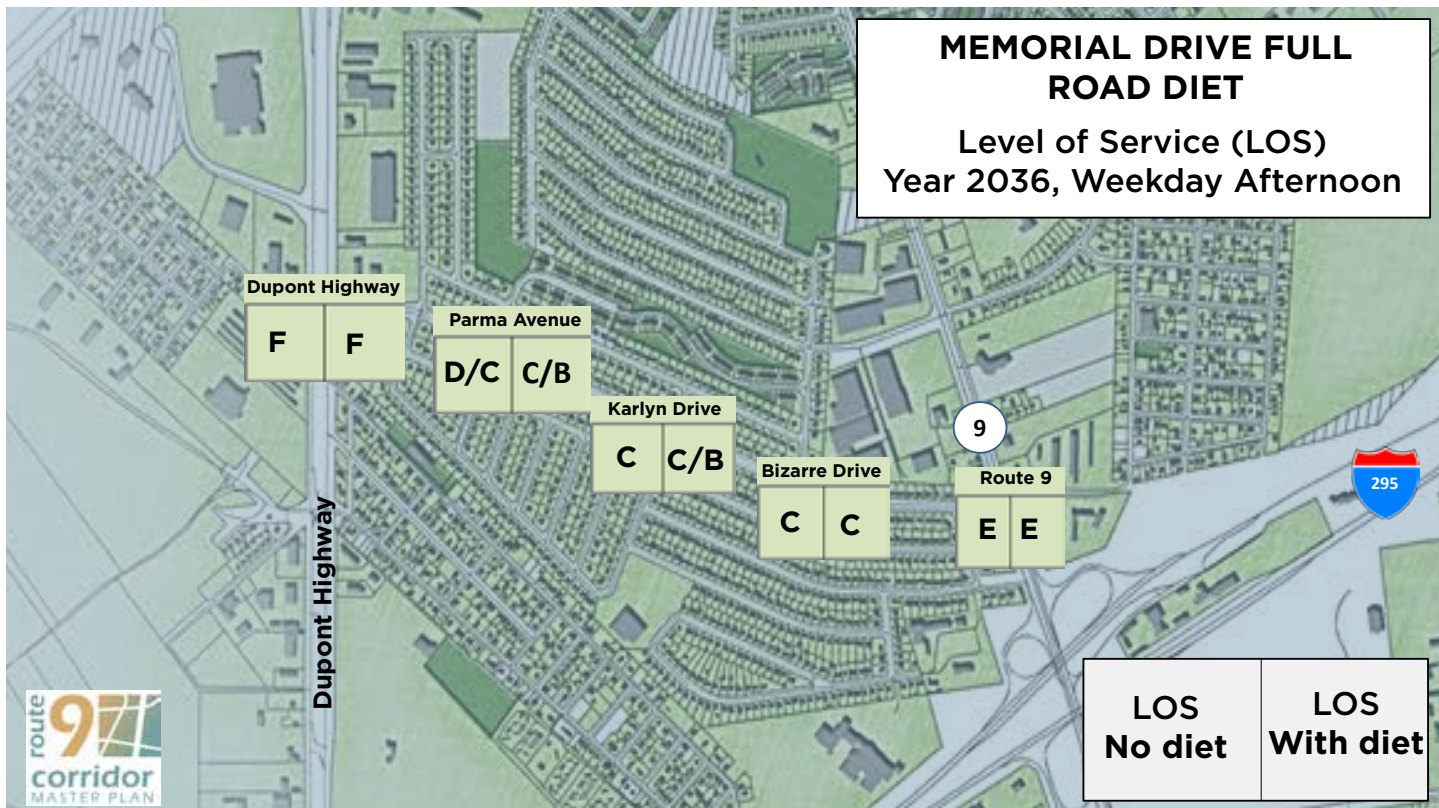 MEMORIAL DRIVE FULL
ROAD DIET
Level of Service (LOS)
Year 2036, Weekday Afternoon
Dupont Highway
F F
Parma Avenue
D/C C/B
Karlyn Drive
C C/B
Bizarre Drive
C C
9
Route 9
E E
295
Dupont Highway
LOS
No diet
LOS
With diet
route
9
corridor
MASTER PLAN